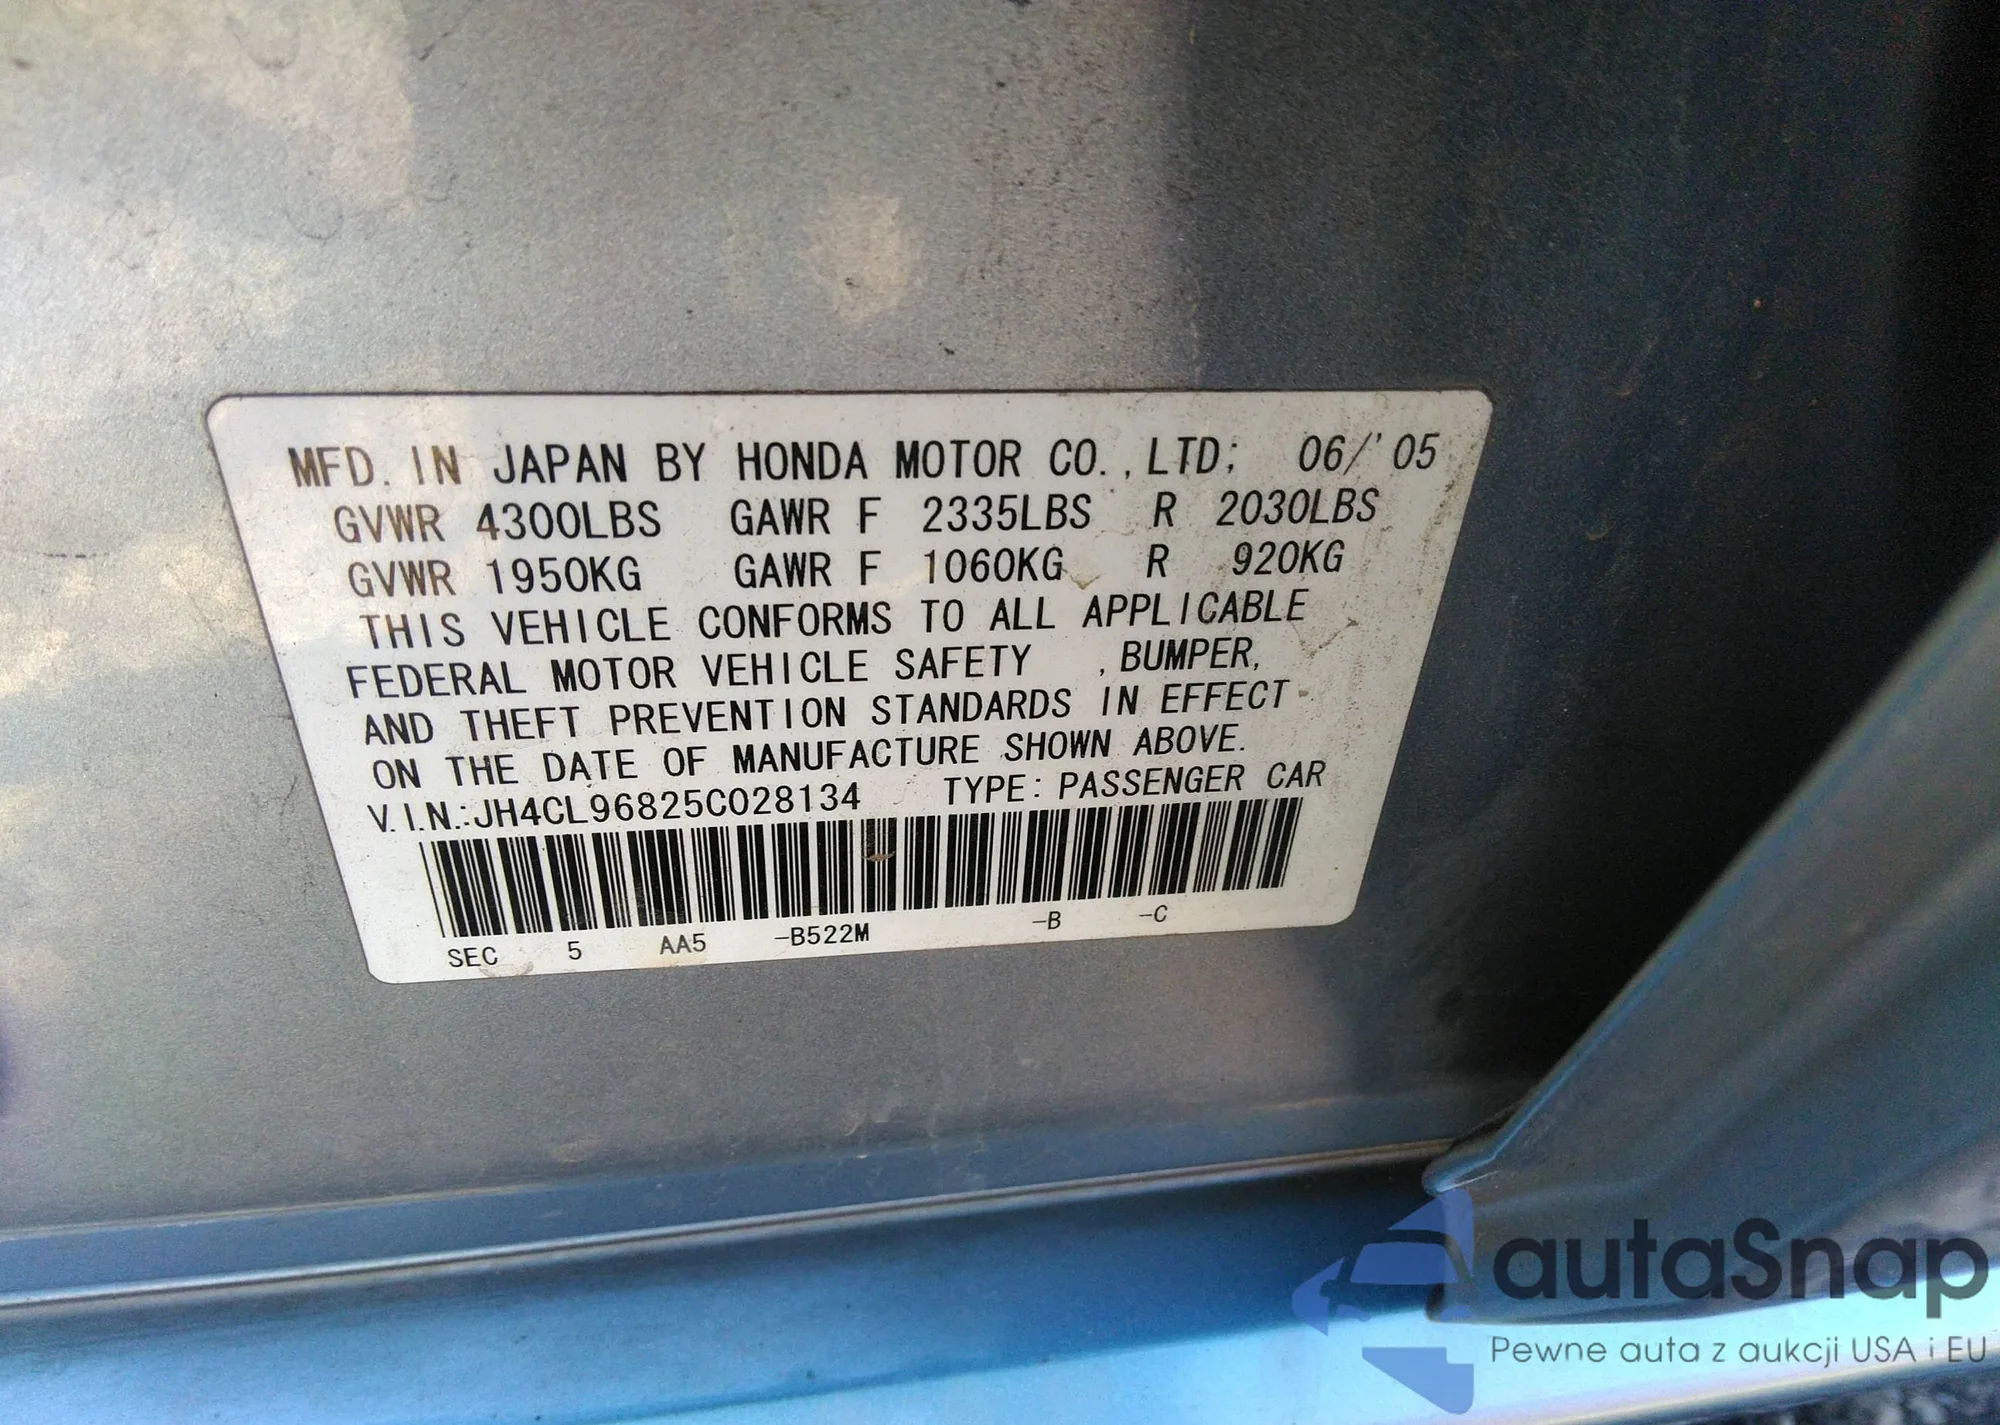 MFD. IN JAPAN BY HONDA MOTOR CO.,LTD; 06/'05
GVWR 4300LBS GAWR F 2335LBS R 2030LBS
GVWR 1950KG GAWR F 1060KG R 920KG
THIS VEHICLE CONFORMS TO ALL APPLICABLE
FEDERAL MOTOR VEHICLE SAFETY ,BUMPER,
AND THEFT PREVENTION STANDARDS IN EFFECT
ON THE DATE OF MANUFACTURE SHOWN ABOVE.
V.I.N.:JH4CL96825C028134 TYPE: PASSENGER CAR
SEC 5 AA5 -B522M -B -C
autaSnap
Pewne auta z aukcji USA i EU